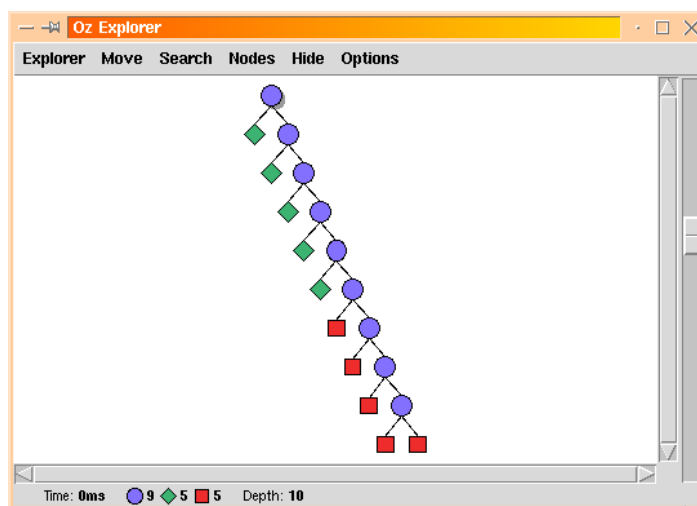 Oz Explorer
Explorer Move Search Nodes Hide Options
Time: 0ms 9 5 5 Depth: 10